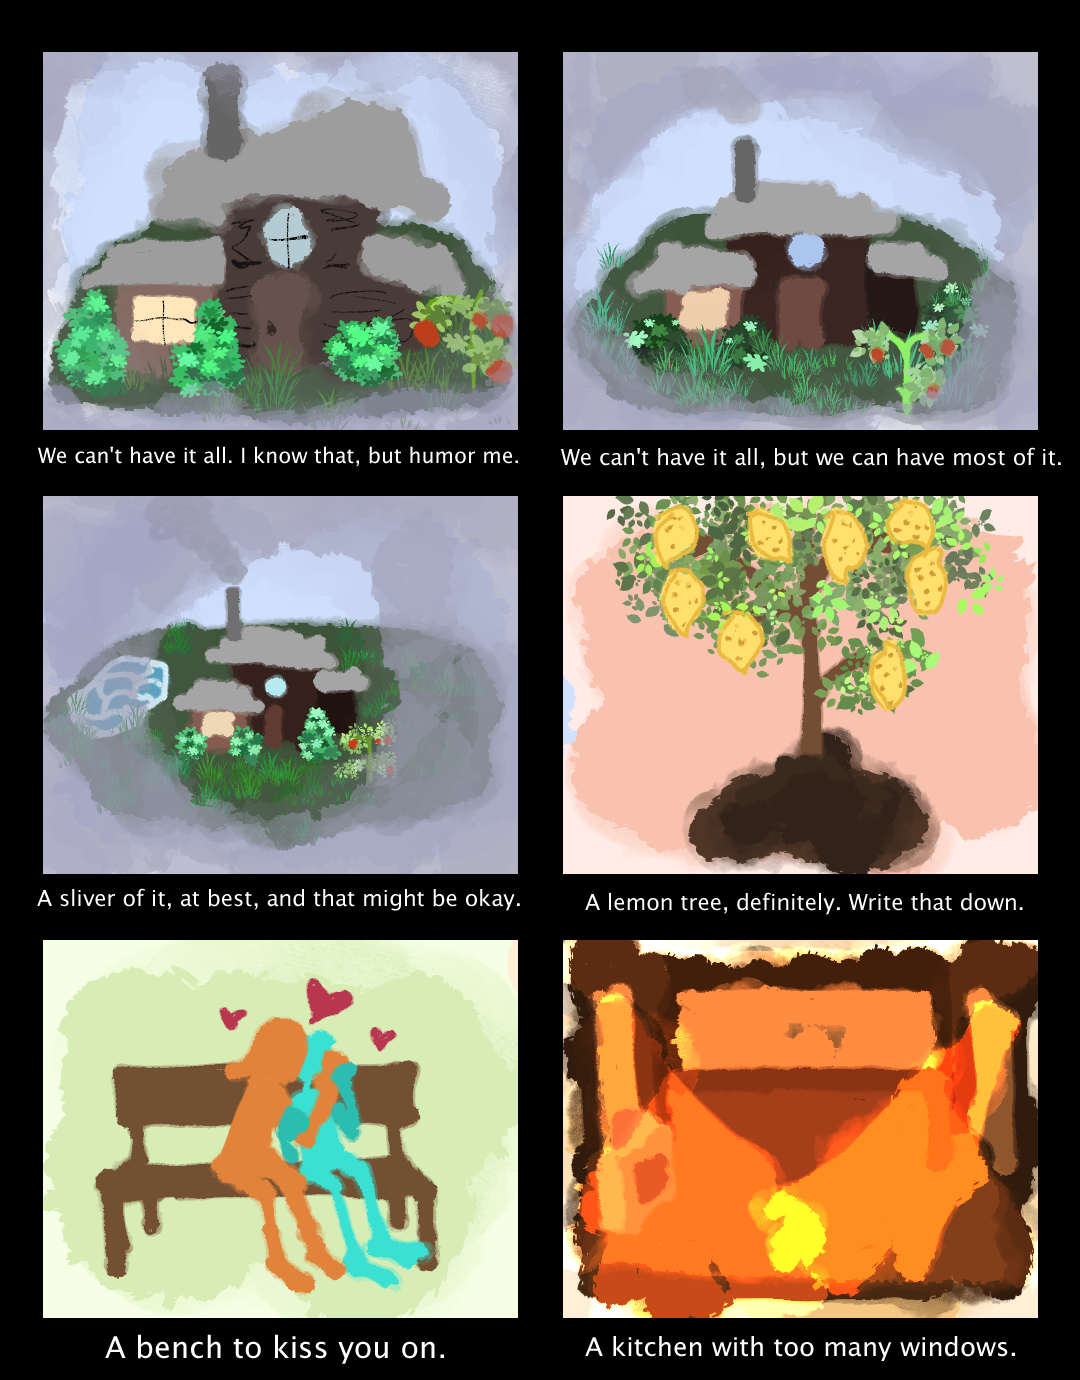 We can't have it all. I know that, but humor me.
We can't have it all, but we can have most of it.
A sliver of it, at best, and that might be okay.
A lemon tree, definitely. Write that down.
A bench to kiss you on.
A kitchen with too many windows.